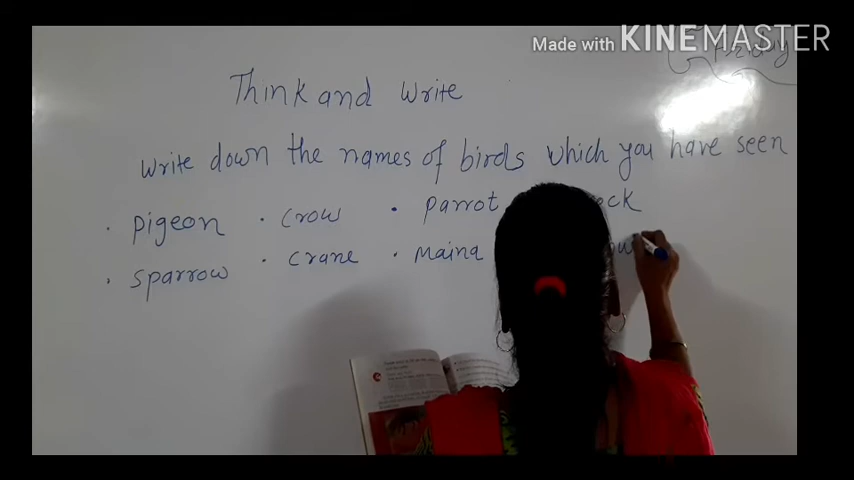 Made with KINEMASTER
Friday
Think and Write
Write down the names of birds which you have seen
. pigeon . crow . parrot
. sparrow . crane . Maina